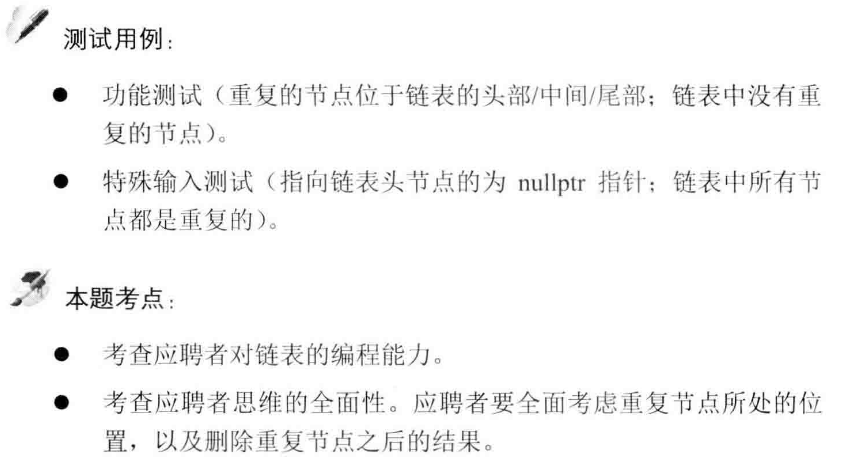 测试用例：
● 功能测试（重复的节点位于链表的头部/中间/尾部；链表中没有重
复的节点）。
● 特殊输入测试（指向链表头节点的为 nullptr 指针；链表中所有节
点都是重复的）。
本题考点：
● 考查应聘者对链表的编程能力。
● 考查应聘者思维的全面性。应聘者要全面考虑重复节点所处的位
置，以及删除重复节点之后的结果。